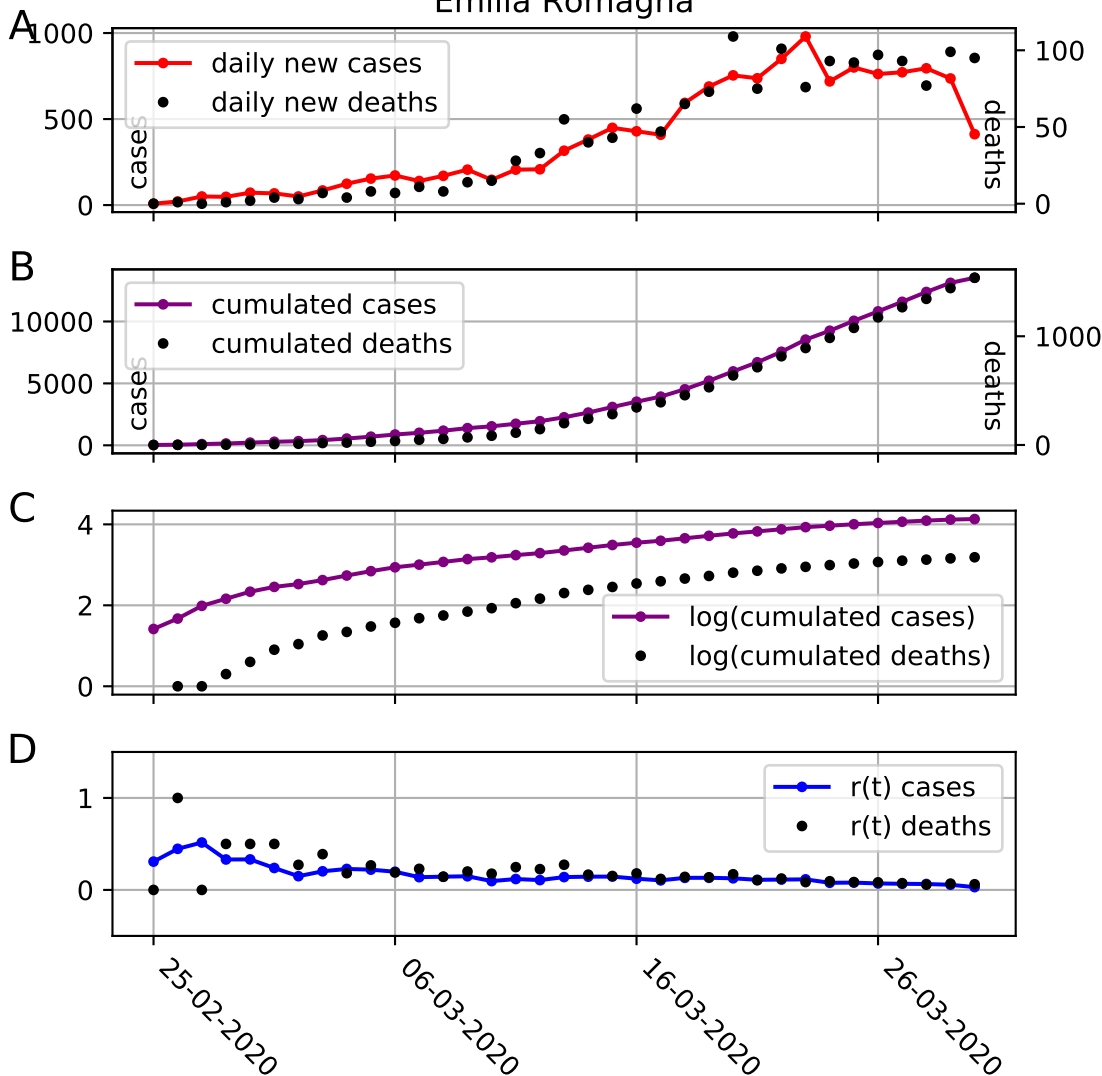 Emilia Romagna
A
1000
500
0
cases
daily new cases
daily new deaths
100
50
0
deaths
B
10000
5000
0
cases
cumulated cases
cumulated deaths
1000
0
deaths
C
4
2
0
log(cumulated cases)
log(cumulated deaths)
D
1
0
r(t) cases
r(t) deaths
25-02-2020
06-03-2020
16-03-2020
26-03-2020